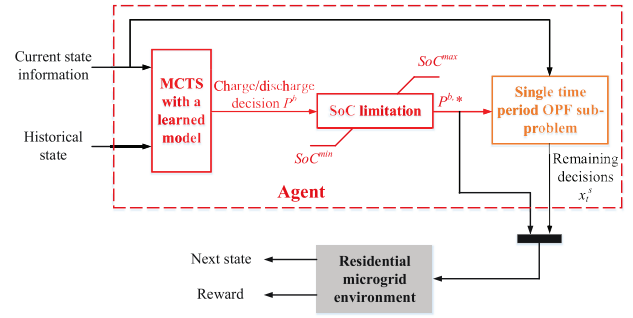 Current state
information
Historical
state
MCTS
with a
learned
model
Charge/discharge
decision P^b
SoC^max
SoC limitation
SoC^min
P^b,*
Single time
period OPF sub-
problem
Remaining
decisions
x_t^s
Agent
Next state
Reward
Residential
microgrid
environment